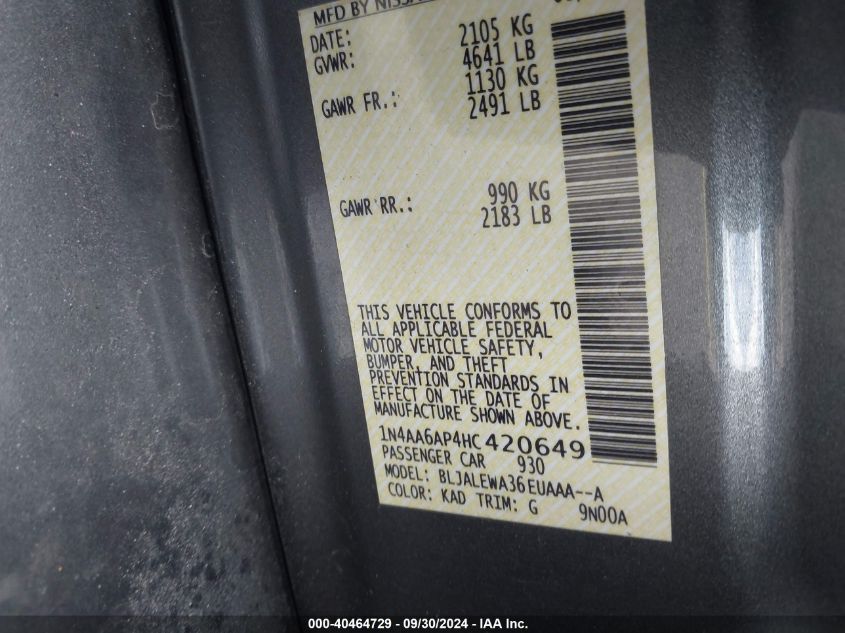 MFD BY NISSA
DATE:
2105 KG
GVWR:
4641 LB
1130 KG
GAWR FR.:
2491 LB
990 KG
GAWR RR.:
2183 LB
THIS VEHICLE CONFORMS TO
ALL APPLICABLE FEDERAL
MOTOR VEHICLE SAFETY,
BUMPER, AND THEFT
PREVENTION STANDARDS IN
EFFECT ON THE DATE OF
MANUFACTURE SHOWN ABOVE.
1N4AA6AP4HC420649
PASSENGER CAR 930
MODEL: BLJALEWA36EUAAA--A
COLOR: KAD TRIM: G 9N00A
000-40464729 - 09/30/2024 - IAA Inc.